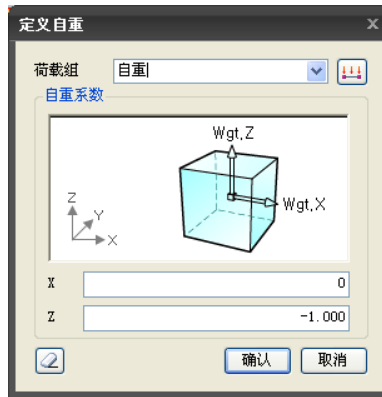 定义自重
荷载组 自重
自重系数
Wgt,Z
Wgt,X
Z
Y
X
X 0
Z -1.000
确认 取消